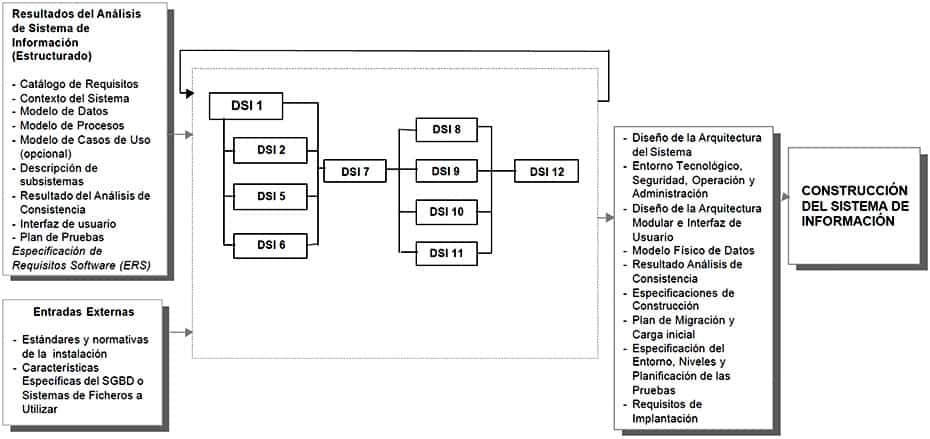 Resultados del Análisis
de Sistema de
Información
(Estructurado)
- Catálogo de Requisitos
- Contexto del Sistema
- Modelo de Datos
- Modelo de Procesos
- Modelo de Casos de Uso
(opcional)
- Descripción de
subsistemas
- Resultado del Análisis de
Consistencia
- Interfaz de usuario
- Plan de Pruebas
Especificación de
Requisitos Software (ERS)
Entradas Externas
- Estándares y normativas
de la instalación
- Características
Específicas del SGBD o
Sistemas de Ficheros a
Utilizar
DSI 1
DSI 2
DSI 5
DSI 6
DSI 7
DSI 8
DSI 9
DSI 10
DSI 11
DSI 12
- Diseño de la Arquitectura
del Sistema
- Entorno Tecnológico,
Seguridad, Operación y
Administración
- Diseño de la Arquitectura
Modular e Interfaz de
Usuario
- Modelo Físico de Datos
- Resultado Análisis de
Consistencia
- Especificaciones de
Construcción
- Plan de Migración y
Carga inicial
- Especificación del
Entorno, Niveles y
Planificación de las
Pruebas
- Requisitos de
Implantación
CONSTRUCCIÓN
DEL SISTEMA DE
INFORMACIÓN